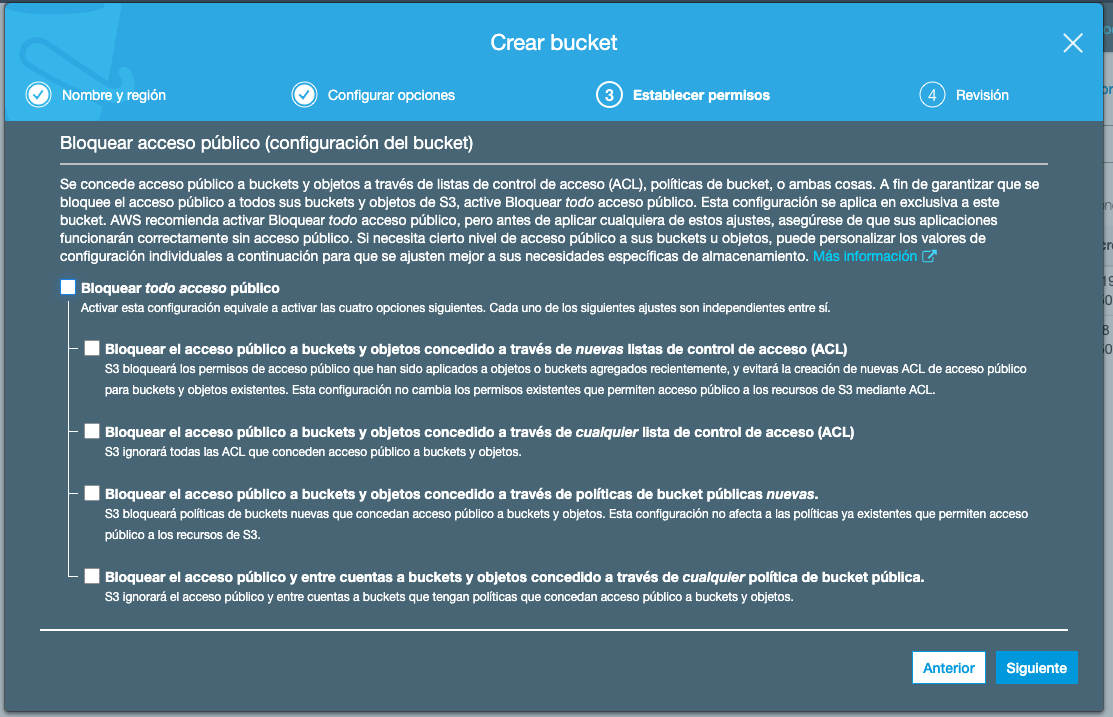 Crear bucket
Nombre y región
Configurar opciones
3 Establecer permisos
4 Revisión
Bloquear acceso público (configuración del bucket)
Se concede acceso público a buckets y objetos a través de listas de control de acceso (ACL), políticas de bucket, o ambas cosas. A fin de garantizar que se
bloquee el acceso público a todos sus buckets y objetos de S3, active Bloquear todo acceso público. Esta configuración se aplica en exclusiva a este
bucket. AWS recomienda activar Bloquear todo acceso público, pero antes de aplicar cualquiera de estos ajustes, asegúrese de que sus aplicaciones
funcionarán correctamente sin acceso público. Si necesita cierto nivel de acceso público a sus buckets u objetos, puede personalizar los valores de
configuración individuales a continuación para que se ajusten mejor a sus necesidades específicas de almacenamiento. Más información
Bloquear todo acceso público
Activar esta configuración equivale a activar las cuatro opciones siguientes. Cada uno de los siguientes ajustes son independientes entre sí.
Bloquear el acceso público a buckets y objetos concedido a través de nuevas listas de control de acceso (ACL)
S3 bloqueará los permisos de acceso público que han sido aplicados a objetos o buckets agregados recientemente, y evitará la creación de nuevas ACL de acceso público
para buckets y objetos existentes. Esta configuración no cambia los permisos existentes que permiten acceso público a los recursos de S3 mediante ACL.
Bloquear el acceso público a buckets y objetos concedido a través de cualquier lista de control de acceso (ACL)
S3 ignorará todas las ACL que conceden acceso público a buckets y objetos.
Bloquear el acceso público a buckets y objetos concedido a través de políticas de bucket públicas nuevas.
S3 bloqueará políticas de buckets nuevas que concedan acceso público a buckets y objetos. Esta configuración no afecta a las políticas ya existentes que permiten acceso
público a los recursos de S3.
Bloquear el acceso público y entre cuentas a buckets y objetos concedido a través de cualquier política de bucket pública.
S3 ignorará el acceso público y entre cuentas a buckets que tengan políticas que concedan acceso público a buckets y objetos.
Anterior
Siguiente